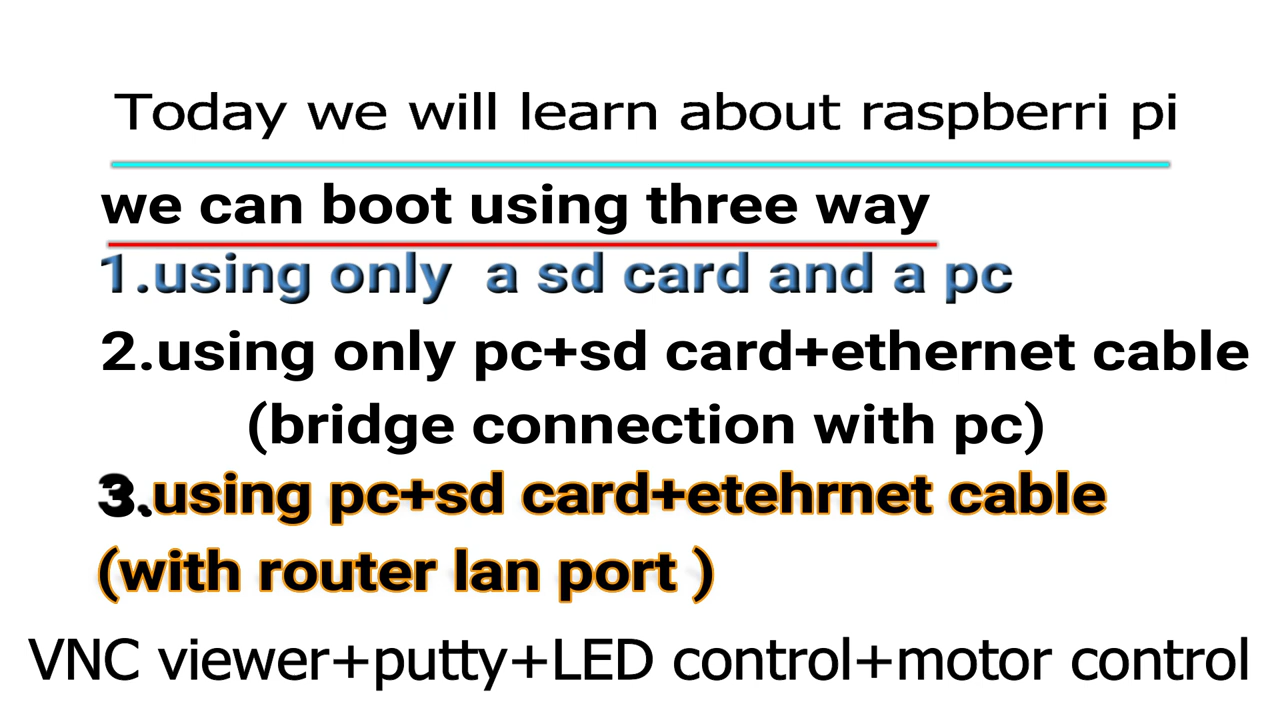 Today we will learn about raspberri pi
we can boot using three way
1.using only a sd card and a pc
2.using only pc+sd card+ethernet cable
(bridge connection with pc)
3.using pc+sd card+etehrnet cable
(with router lan port )
VNC viewer+putty+LED control+motor control